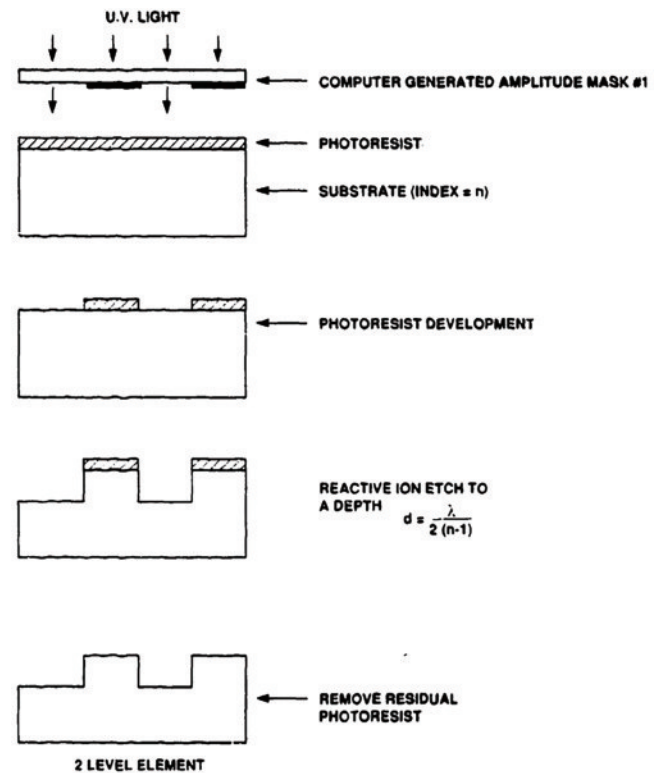 U.V. LIGHT
COMPUTER GENERATED AMPLITUDE MASK #1
PHOTORESIST
SUBSTRATE (INDEX = n)
PHOTORESIST DEVELOPMENT
REACTIVE ION ETCH TO
A DEPTH d = λ / 2 (n-1)
REMOVE RESIDUAL
PHOTORESIST
2 LEVEL ELEMENT